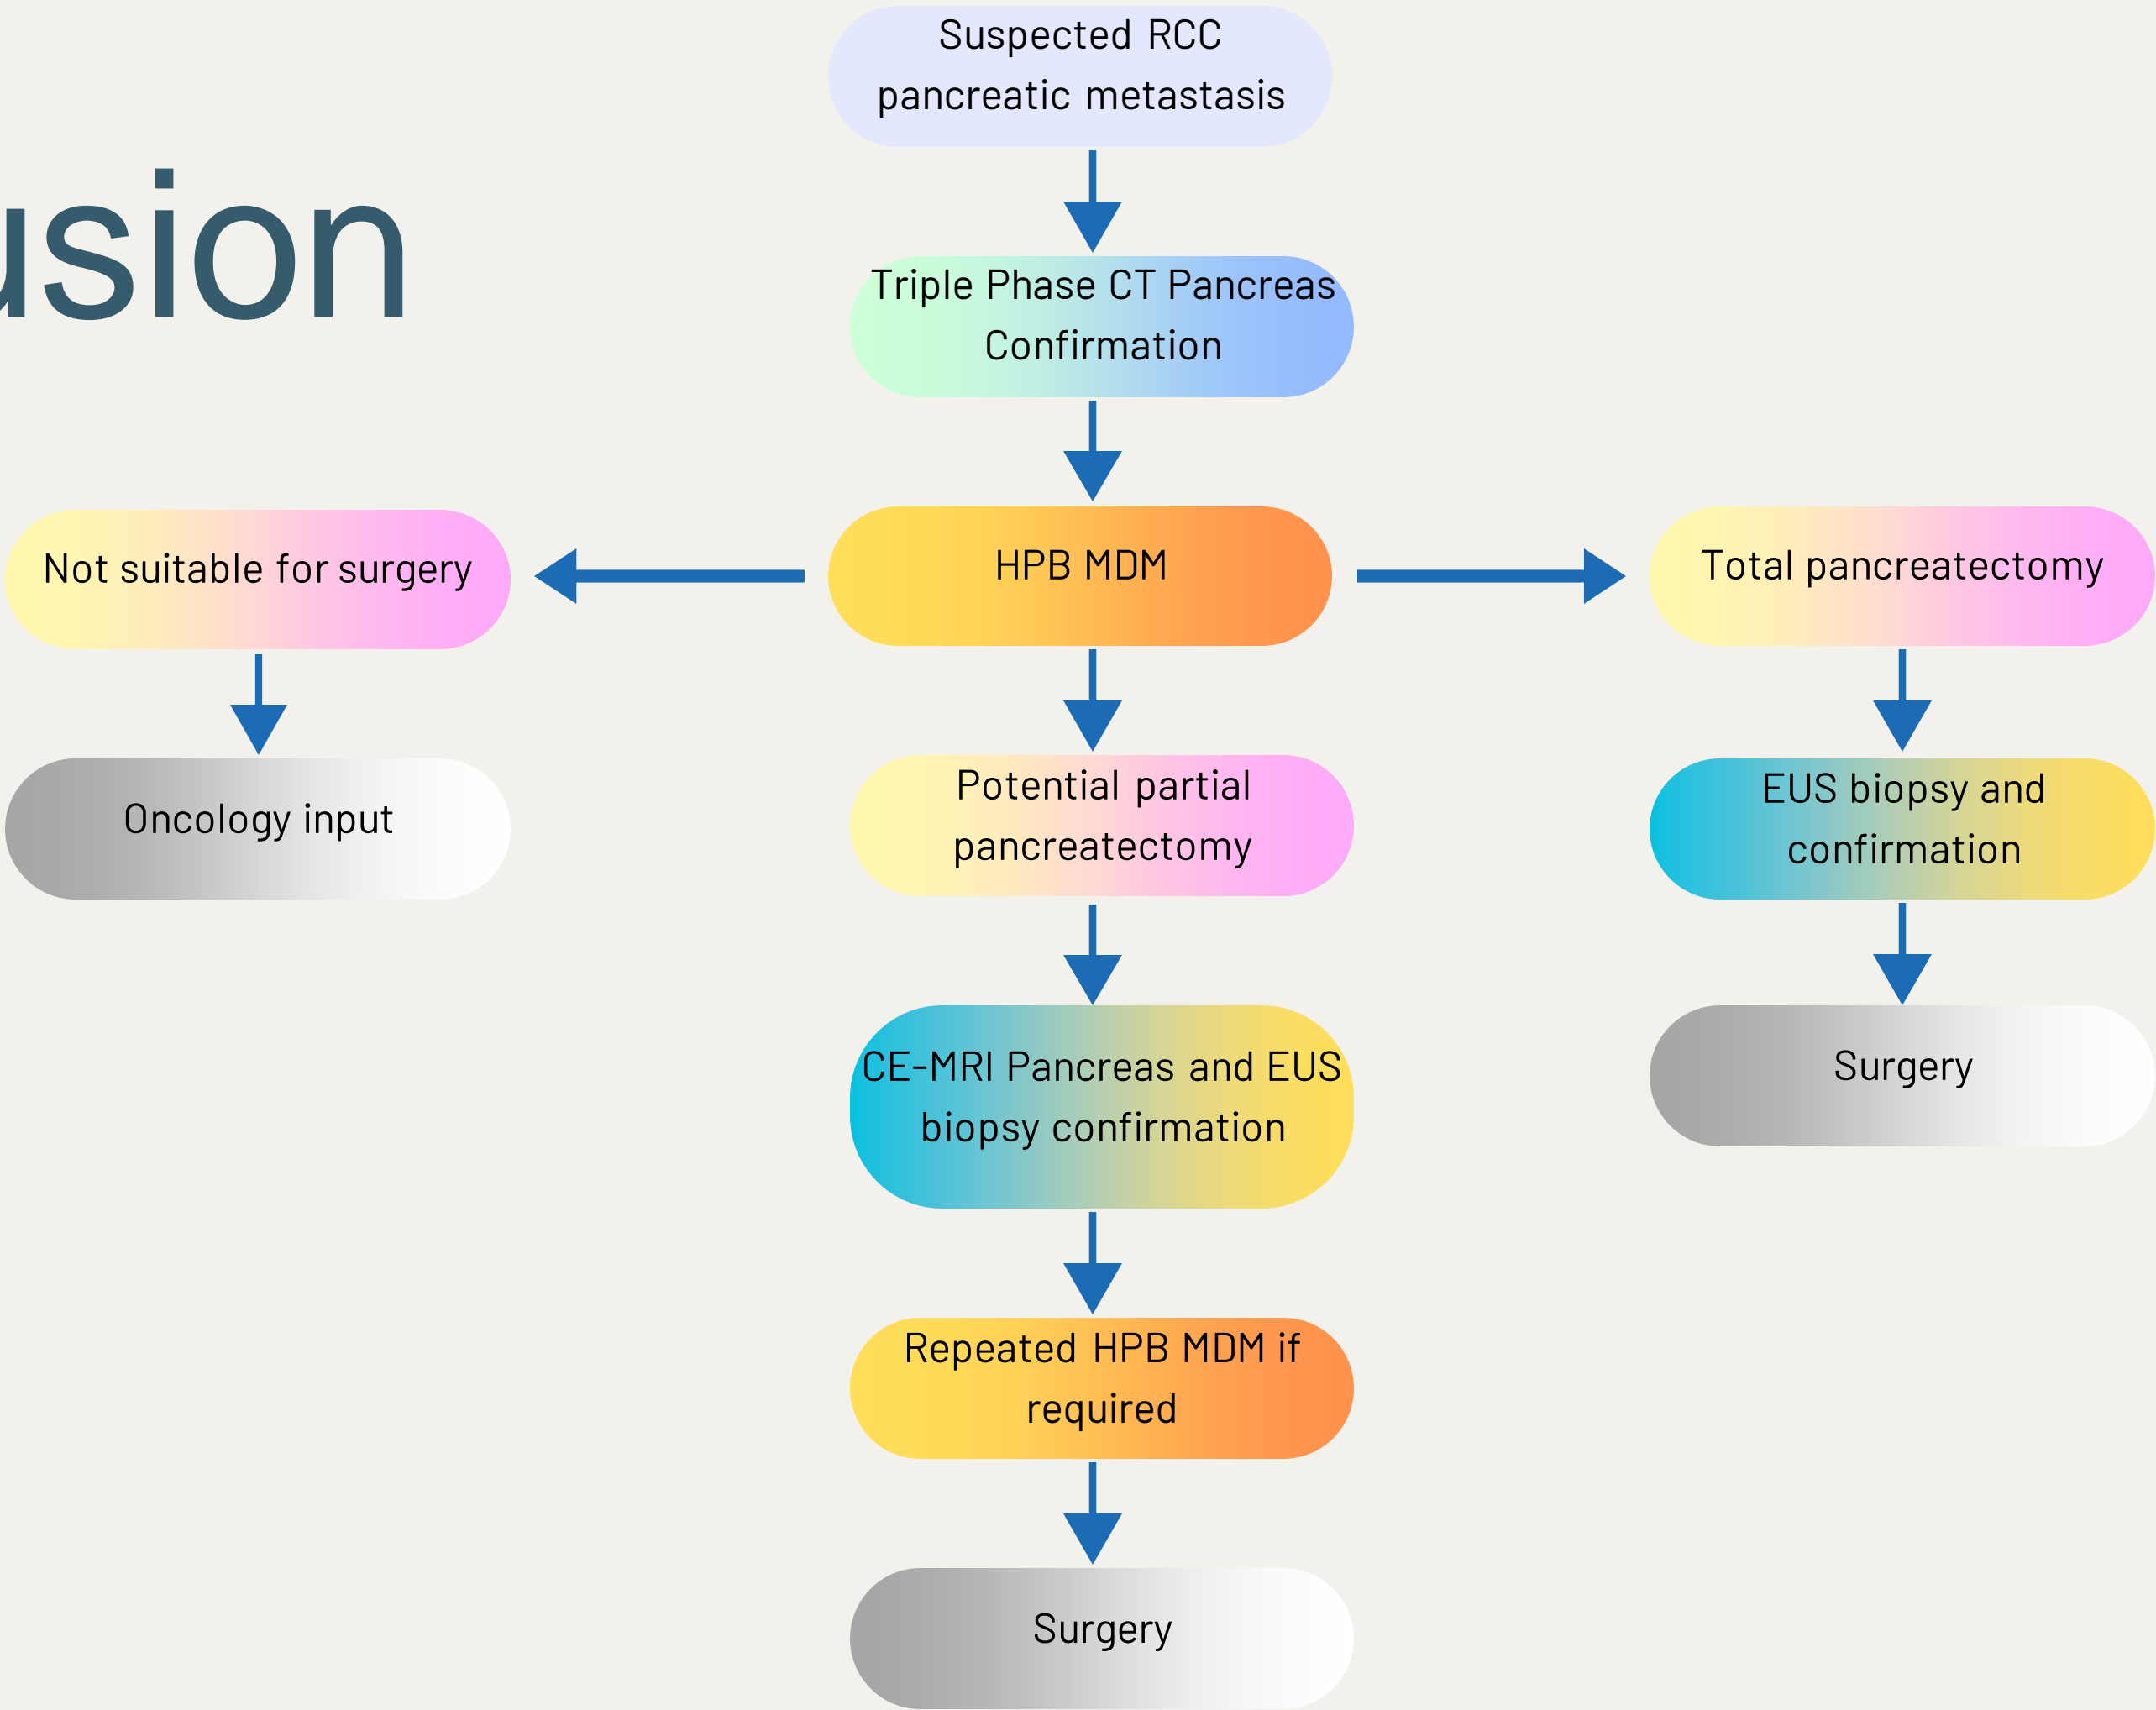 Suspected RCC
pancreatic metastasis
usion
Triple Phase CT Pancreas
Confirmation
Not suitable for surgery
HPB MDM
Total pancreatectomy
Oncology input
Potential partial
pancreatectomy
EUS biopsy and
confirmation
CE-MRI Pancreas and EUS
biopsy confirmation
Surgery
Repeated HPB MDM if
required
Surgery